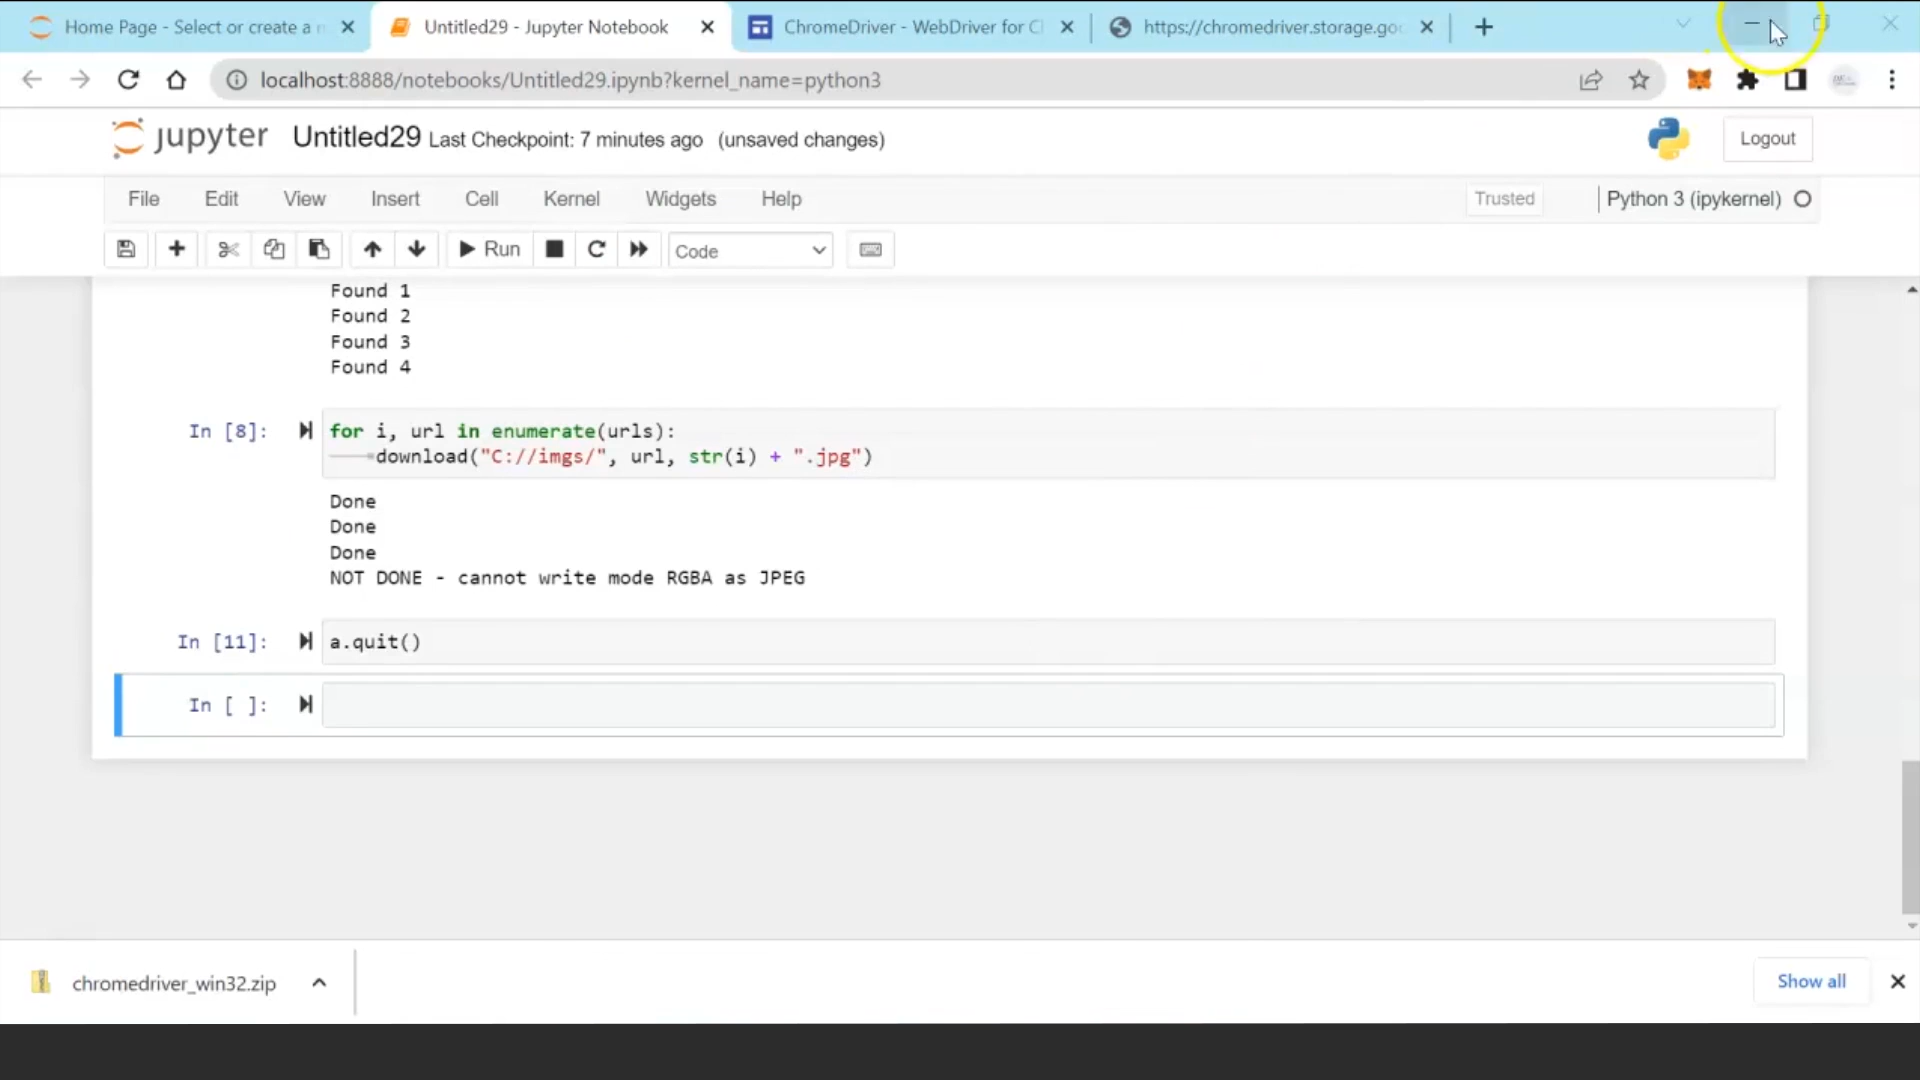 Home Page - Select or create a n
Untitled29 - Jupyter Notebook
ChromeDriver - WebDriver for C
https://chromedriver.storage.goo
localhost:8888/notebooks/Untitled29.ipynb?kernel_name=python3
jupyter Untitled29 Last Checkpoint: 7 minutes ago (unsaved changes)
Logout
File Edit View Insert Cell Kernel Widgets Help
Trusted
Python 3 (ipykernel)
Run
Code
Found 1
Found 2
Found 3
Found 4
In [8]: for i, url in enumerate(urls):
download("C://imgs/", url, str(i) + ".jpg")
Done
Done
Done
NOT DONE - cannot write mode RGBA as JPEG
In [11]: a.quit()
In [ ]:
chromedriver_win32.zip
Show all